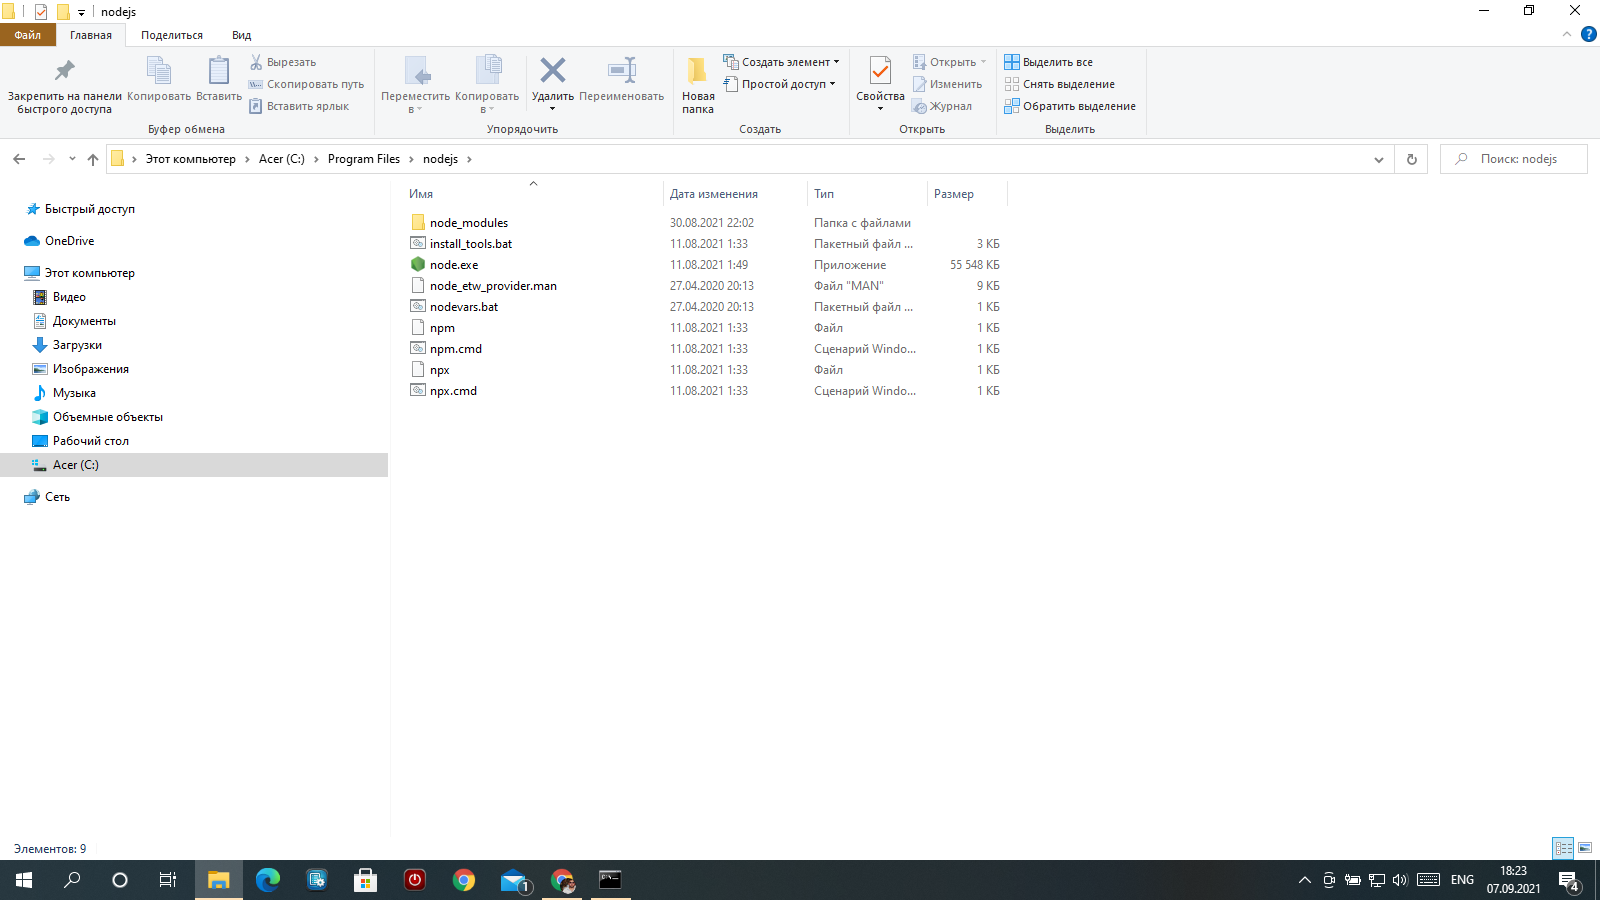 nodejs
Файл Главная Поделиться Вид
Закрепить на панели быстрого доступа
Копировать
Вставить
Вырезать
Скопировать путь
Вставить ярлык
Буфер обмена
Переместить в
Копировать в
Удалить
Переименовать
Упорядочить
Новая папка
Создать элемент
Простой доступ
Создать
Свойства
Открыть
Изменить
Журнал
Открыть
Выделить все
Снять выделение
Обратить выделение
Выделить
Этот компьютер Acer (C:) Program Files nodejs
Поиск: nodejs
Быстрый доступ
OneDrive
Этот компьютер
Видео
Документы
Загрузки
Изображения
Музыка
Объемные объекты
Рабочий стол
Acer (C:)
Сеть
Имя Дата изменения Тип Размер
node_modules 30.08.2021 22:02 Папка с файлами
install_tools.bat 11.08.2021 1:33 Пакетный файл ... 3 КБ
node.exe 11.08.2021 1:49 Приложение 55 548 КБ
node_etw_provider.man 27.04.2020 20:13 Файл "MAN" 9 КБ
nodevars.bat 27.04.2020 20:13 Пакетный файл ... 1 КБ
npm 11.08.2021 1:33 Файл 1 КБ
npm.cmd 11.08.2021 1:33 Сценарий Windo... 1 КБ
npx 11.08.2021 1:33 Файл 1 КБ
npx.cmd 11.08.2021 1:33 Сценарий Windo... 1 КБ
Элементов: 9
1
ENG
18:23
07.09.2021
4